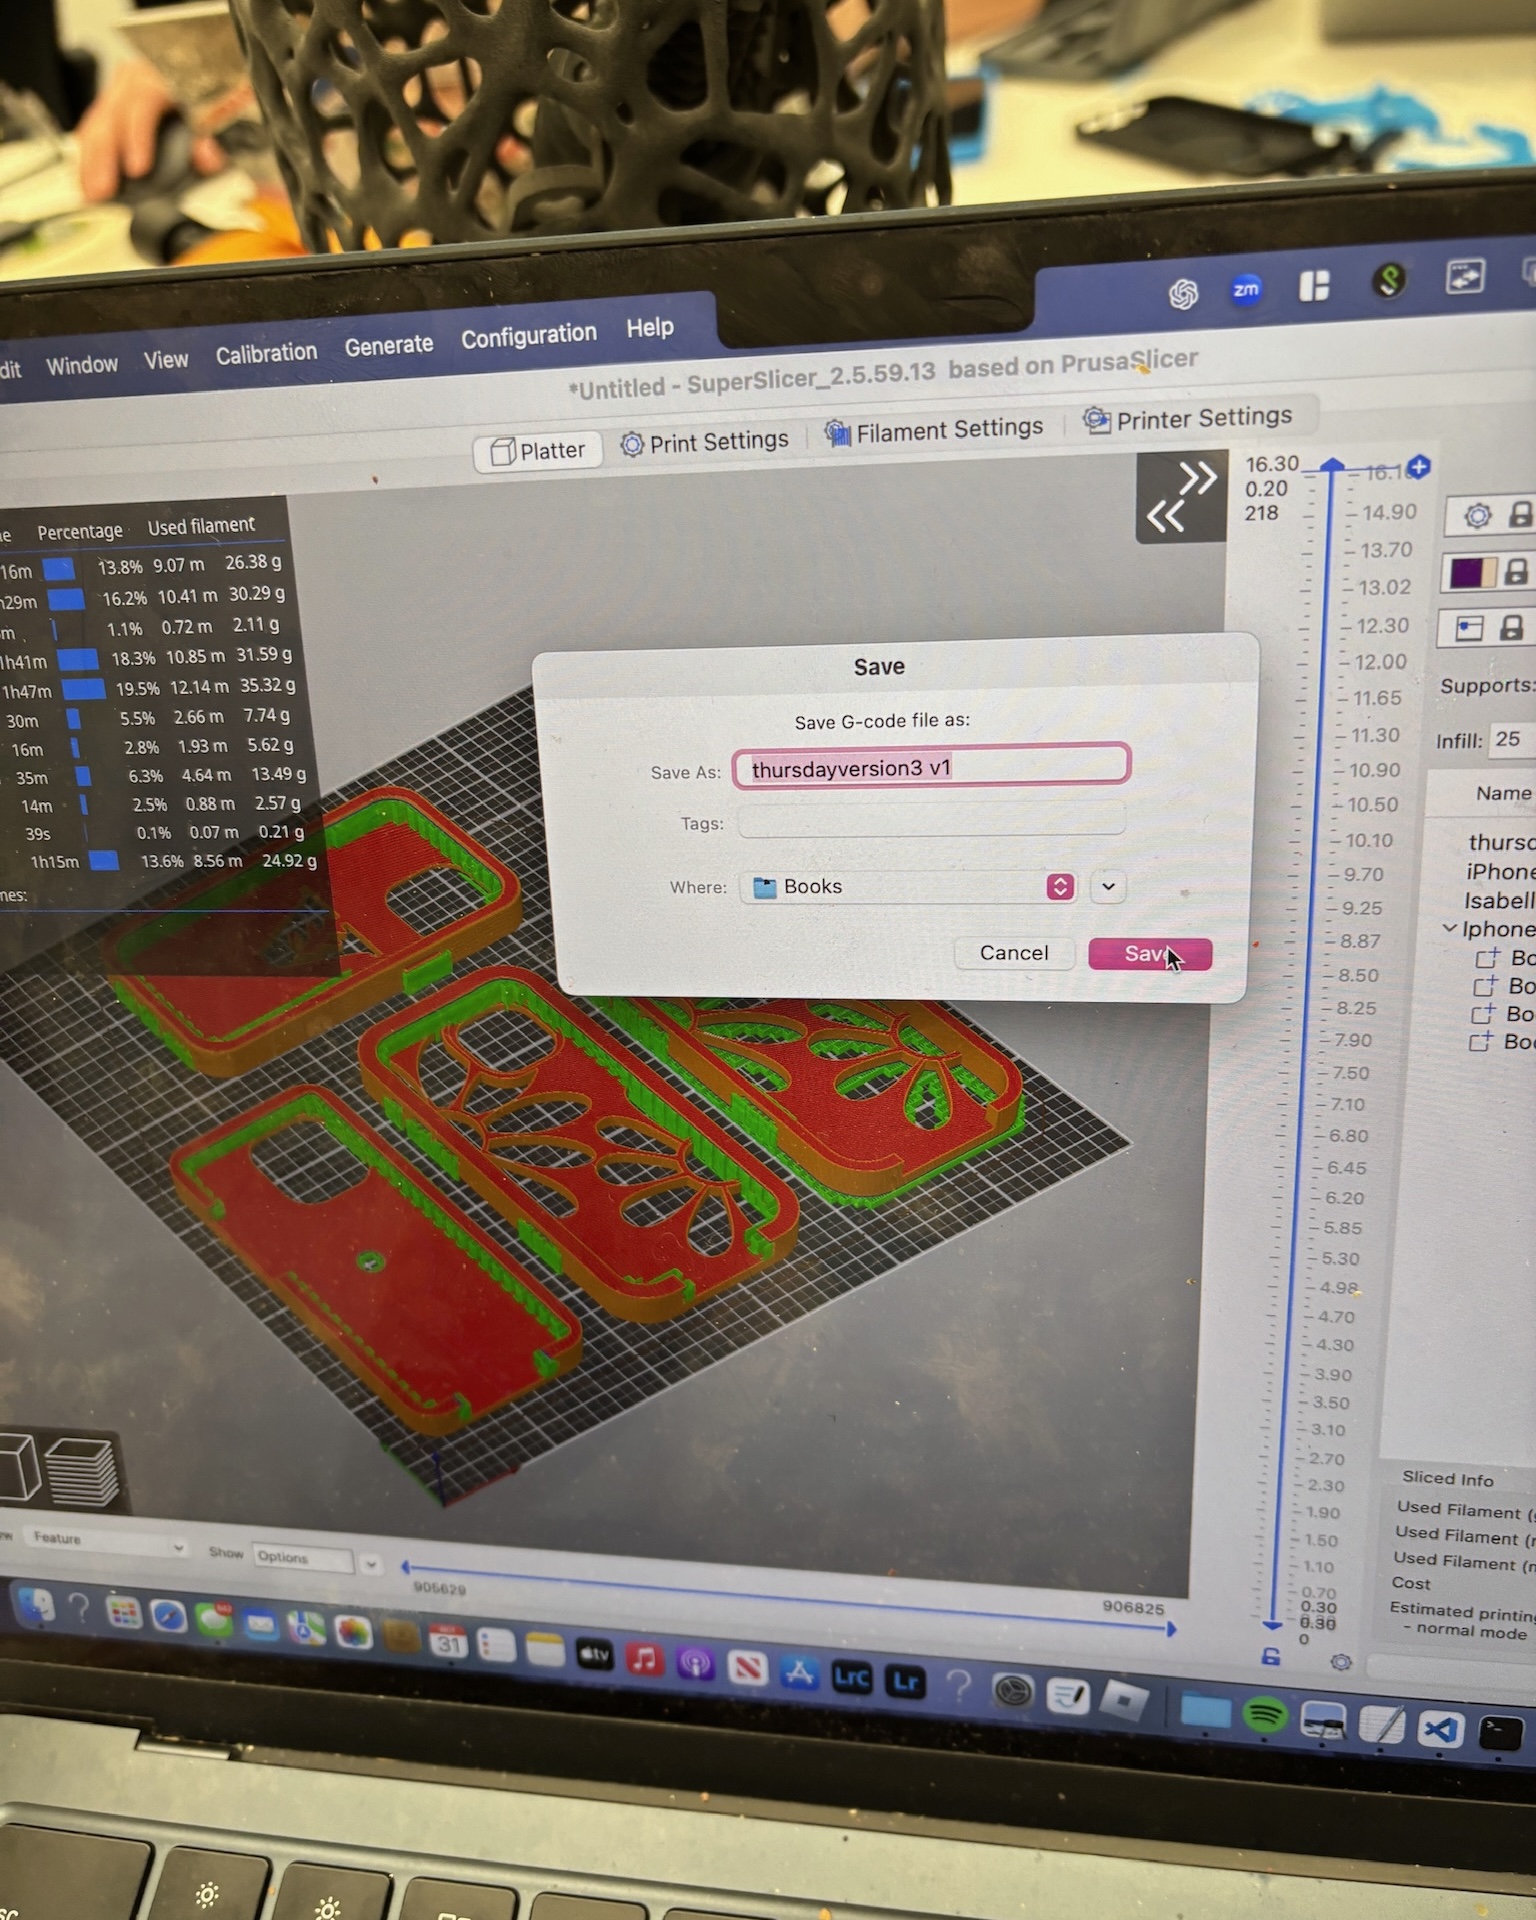 Window View Calibration Generate Configuration Help
zm
*Untitled - SuperSlicer_2.5.59.13 based on PrusaSlicer
Platter Print Settings Filament Settings Printer Settings
Percentage Used filament
16m 13.8% 9.07 m 26.38 g
29m 16.2% 10.41 m 30.29 g
m 1.1% 0.72 m 2.11 g
1h41m 18.3% 10.85 m 31.59 g
1h47m 19.5% 12.14 m 35.32 g
30m 5.5% 2.66 m 7.74 g
16m 2.8% 1.93 m 5.62 g
35m 6.3% 4.64 m 13.49 g
14m 2.5% 0.88 m 2.57 g
39s 0.1% 0.07 m 0.21 g
1h15m 13.6% 8.56 m 24.92 g
Save
Save G-code file as:
Save As: thursdayversion3 v1
Tags:
Where: Books
Cancel Save
16.30
0.20
218
14.90
13.70
13.02
12.30
12.00
11.65
11.30
10.90
10.50
10.10
9.70
9.25
8.87
8.50
8.25
7.90
7.50
7.10
6.80
6.45
6.20
5.85
5.30
4.98
4.70
4.30
3.90
3.50
3.10
2.70
2.30
1.90
1.50
1.10
0.70
0.30
0.30
0
Supports:
Infill: 25
Name
thursd
iPhone
Isabell
Iphone
Bo
Bo
Bo
Boo
Sliced Info
Used Filament
Used Filament
Used Filament
Cost
Estimated printing
- normal mode
Feature Show Options
905629
906825
31
tv
LrC Lr